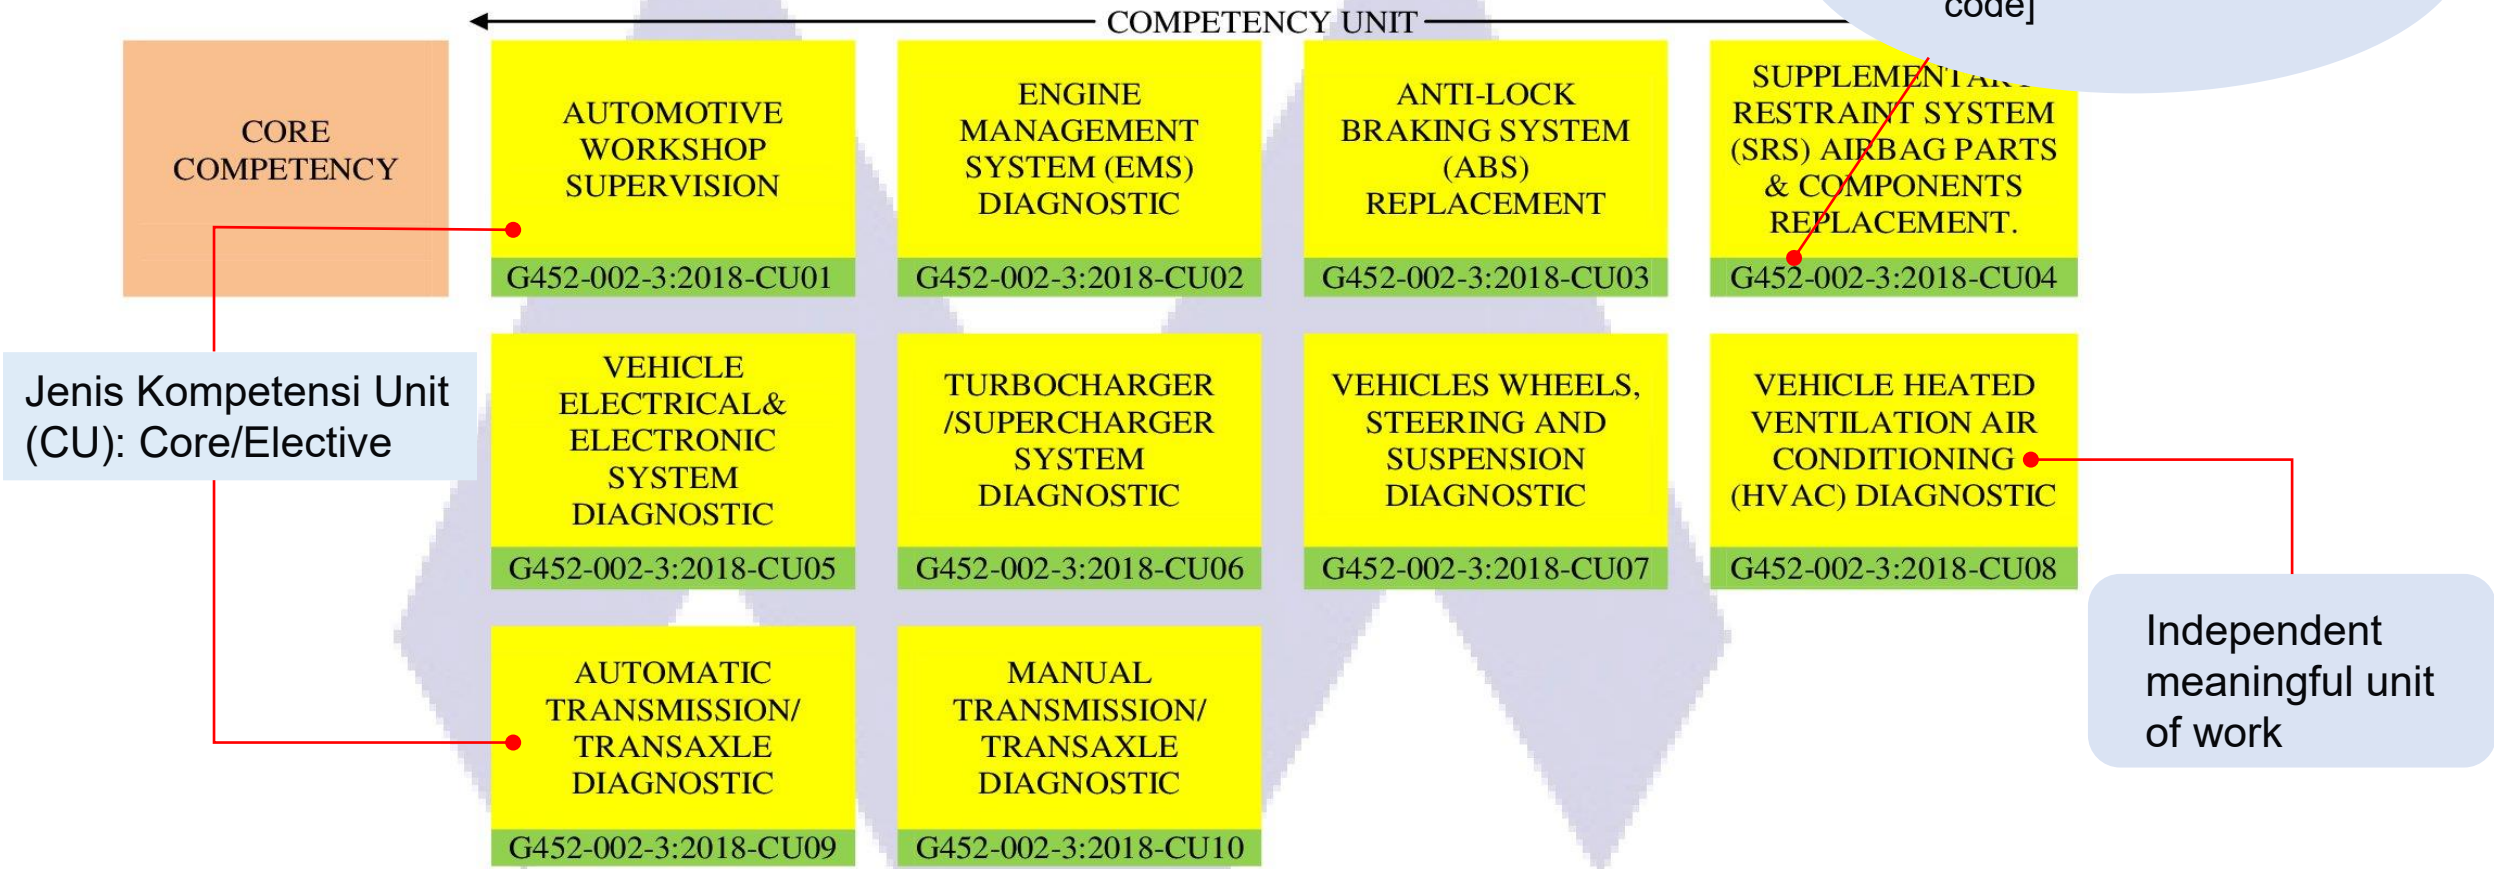 code]
COMPETENCY UNIT
CORE
COMPETENCY
AUTOMOTIVE
WORKSHOP
SUPERVISION
G452-002-3:2018-CU01
ENGINE
MANAGEMENT
SYSTEM (EMS)
DIAGNOSTIC
G452-002-3:2018-CU02
ANTI-LOCK
BRAKING SYSTEM
(ABS)
REPLACEMENT
G452-002-3:2018-CU03
RESTRAINT SYSTEM
(SRS) AIRBAG PARTS
& COMPONENTS
REPLACEMENT.
G452-002-3:2018-CU04
Jenis Kompetensi Unit
(CU): Core/Elective
VEHICLE
ELECTRICAL&
ELECTRONIC
SYSTEM
DIAGNOSTIC
G452-002-3:2018-CU05
TURBOCHARGER
/SUPERCHARGER
SYSTEM
DIAGNOSTIC
G452-002-3:2018-CU06
VEHICLES WHEELS,
STEERING AND
SUSPENSION
DIAGNOSTIC
G452-002-3:2018-CU07
VEHICLE HEATED
VENTILATION AIR
CONDITIONING
(HVAC) DIAGNOSTIC
G452-002-3:2018-CU08
Independent
meaningful unit
of work
AUTOMATIC
TRANSMISSION/
TRANSAXLE
DIAGNOSTIC
G452-002-3:2018-CU09
MANUAL
TRANSMISSION/
TRANSAXLE
DIAGNOSTIC
G452-002-3:2018-CU10